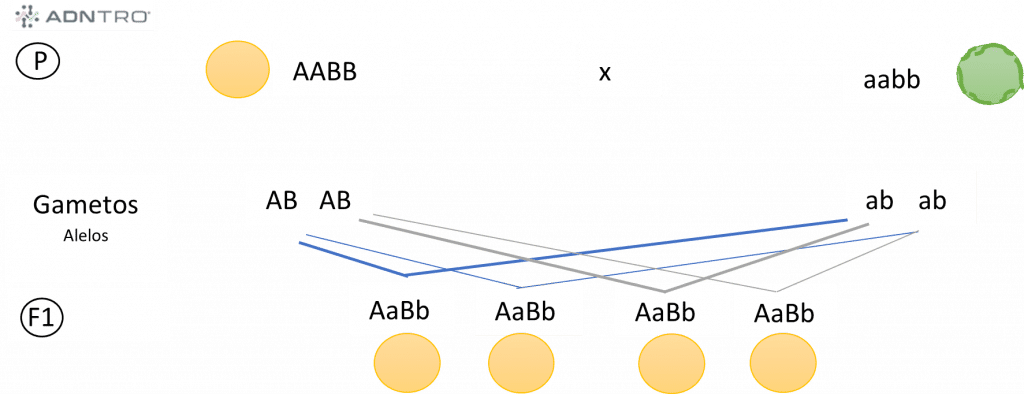 ADNTRO
P
AABB x aabb
Gametos AB AB ab ab
Alelos
F1 AaBb AaBb AaBb AaBb